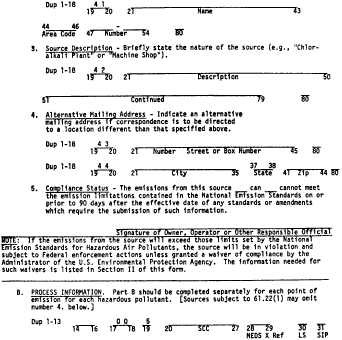 Dup 1-18 4 1
19 20 21 Name 43
44 46 -
Area Code 47 Number 54 80
3. Source Description - Briefly state the nature of the source (e.g., "Chlor-
alkali Plant" or "Machine Shop").
Dup 1-18 4 2
19 20 21 Description 50
51 Continued 79 80
4. Alternative Mailing Address - Indicate an alternative
mailing address if correspondence is to be directed
to a location different than that specified above.
Dup 1-18 4 3
19 20 21 Number Street or Box Number 45 80
Dup 1-18 4 4 37 38
19 20 21 City 35 State 41 Zip 44 80
5. Compliance Status - The emissions from this source ___can ___cannot meet
the emission limitations contained in the National Emission Standards on or
prior to 90 days after the effective date of any standards or amendments
which require the submission of such information.
Signature of Owner, Operator or Other Responsible Official
NOTE: If the emissions from the source will exceed those limits set by the National
Emission Standards for Hazardous Air Pollutants, the source will be in violation and
subject to Federal enforcement actions unless granted a waiver of compliance by the
Administrator of the U.S. Environmental Protection Agency. The information needed for
such waivers is listed in Section II of this form.
B. PROCESS INFORMATION. Part B should be completed separately for each point of
emission for each hazardous pollutant. [Sources subject to 61.22(i) may omit
number 4. below.]
Dup 1-13 0 0 5
14 16 17 18 19 20 SCC 27 28 29 30 31
NEDS X Ref LS SIP